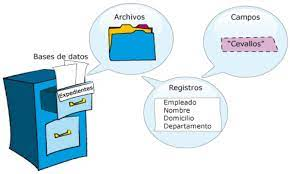 Archivos
Campos
"Cevallos"
Bases de datos
Expedientes
Registros
Empleado
Nombre
Domicilio
Departamento